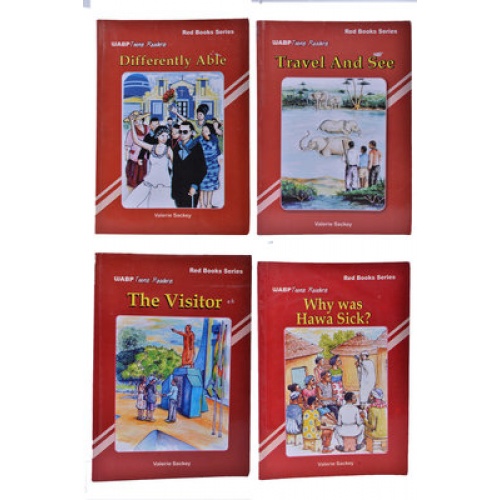 Red Books Series
WABP Teens Readers
Differently Able
Valerie Sackey
Red Books Series
WABP Teens Readers
Travel And See
Valerie Sackey
Red Books Series
WABP Teens Readers
The Visitor
Valerie Sackey
Red Books Series
WABP Teens Readers
Why was
Hawa Sick?
Valerie Sackey